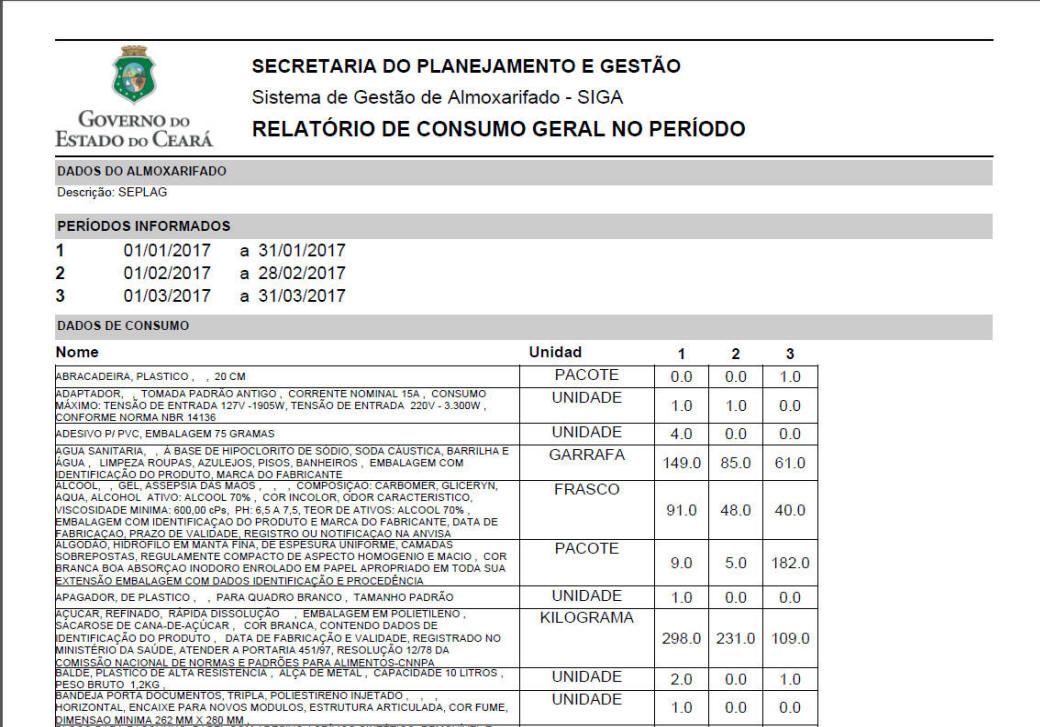 SECRETARIA DO PLANEJAMENTO E GESTÃO
Sistema de Gestão de Almoxarifado - SIGA
RELATÓRIO DE CONSUMO GERAL NO PERÍODO
GOVERNO DO
ESTADO DO CEARÁ
DADOS DO ALMOXARIFADO
Descrição: SEPLAG
PERÍODOS INFORMADOS
1 01/01/2017 a 31/01/2017
2 01/02/2017 a 28/02/2017
3 01/03/2017 a 31/03/2017
DADOS DE CONSUMO
Nome Unidad 1 2 3
ABRACADEIRA, PLASTICO , , 20 CM PACOTE 0.0 0.0 1.0
ADAPTADOR, , TOMADA PADRÃO ANTIGO , CORRENTE NOMINAL 15A , CONSUMO
MÁXIMO: TENSÃO DE ENTRADA 127V -1905W, TENSÃO DE ENTRADA 220V - 3.300W ,
CONFORME NORMA NBR 14136
UNIDADE 1.0 1.0 0.0
ADESIVO P/ PVC, EMBALAGEM 75 GRAMAS UNIDADE 4.0 0.0 0.0
AGUA SANITARIA, , À BASE DE HIPOCLORITO DE SÓDIO, SODA CÁUSTICA, BARRILHA E
ÁGUA , LIMPEZA ROUPAS, AZULEJOS, PISOS, BANHEIROS , EMBALAGEM COM
IDENTIFICAÇÃO DO PRODUTO, MARCA DO FABRICANTE
GARRAFA 149.0 85.0 61.0
ALCOOL, , GEL, ASSEPSIA DAS MÃOS , , , COMPOSIÇÃO: CARBOMER, GLICERYN,
AQUA, ALCOHOL ATIVO: ALCOOL 70% , COR INCOLOR, ODOR CARACTERISTICO,
VISCOSIDADE MINIMA: 600,00 cPs, PH: 6,5 A 7,5, TEOR DE ATIVOS: ALCOOL 70% ,
EMBALAGEM COM IDENTIFICAÇAO DO PRODUTO E MARCA DO FABRICANTE, DATA DE
FABRICAÇAO, PRAZO DE VALIDADE, REGISTRO OU NOTIFICAÇAO NA ANVISA
FRASCO 91.0 48.0 40.0
ALGODÃO, HIDROFILO EM MANTA FINA, DE ESPESURA UNIFORME, CAMADAS
SOBREPOSTAS, REGULAMENTE COMPACTO DE ASPECTO HOMOGENIO E MACIO , COR
BRANCA BOA ABSORÇAO INODORO ENROLADO EM PAPEL APROPRIADO EM TODA SUA
EXTENSÃO EMBALAGEM COM DADOS IDENTIFICAÇÃO E PROCEDÊNCIA
PACOTE 9.0 5.0 182.0
APAGADOR, DE PLASTICO , , PARA QUADRO BRANCO , TAMANHO PADRÃO UNIDADE 1.0 0.0 0.0
AÇUCAR, REFINADO, RÁPIDA DISSOLUÇÃO , EMBALAGEM EM POLIETILENO ,
SÁCAROSE DE CANA-DE-AÇÚCAR , COR BRANCA, CONTENDO DADOS DE
IDENTIFICAÇÃO DO PRODUTO , DATA DE FABRICAÇÃO E VALIDADE, REGISTRADO NO
MINISTÉRIO DA SAÚDE, ATENDER A PORTARIA 451/97, RESOLUÇÃO 12/78 DA
COMISSÃO NACIONAL DE NORMAS E PADRÕES PARA ALIMENTOS-CNNPA
KILOGRAMA 298.0 231.0 109.0
BALDE, PLASTICO DE ALTA RESISTENCIA , ALÇA DE METAL , CAPACIDADE 10 LITROS ,
PESO BRUTO 1,2KG ,
UNIDADE 2.0 0.0 1.0
BANDEJA PORTA DOCUMENTOS, TRIPLA, POLIESTIRENO INJETADO , , ,
HORIZONTAL, ENCAIXE PARA NOVOS MODULOS, ESTRUTURA ARTICULADA, COR FUME,
DIMENSAO MINIMA 262 MM X 280 MM ,
UNIDADE 1.0 0.0 0.0